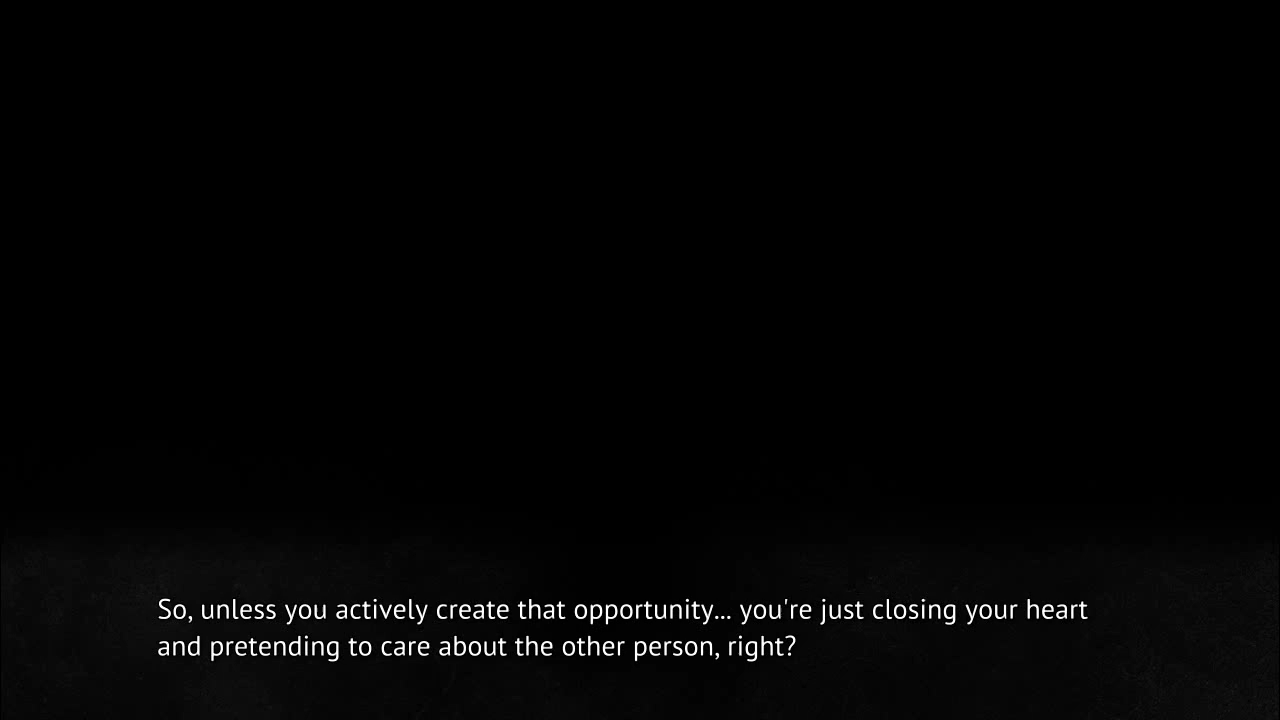 So, unless you actively create that opportunity... you're just closing your heart
and pretending to care about the other person, right?